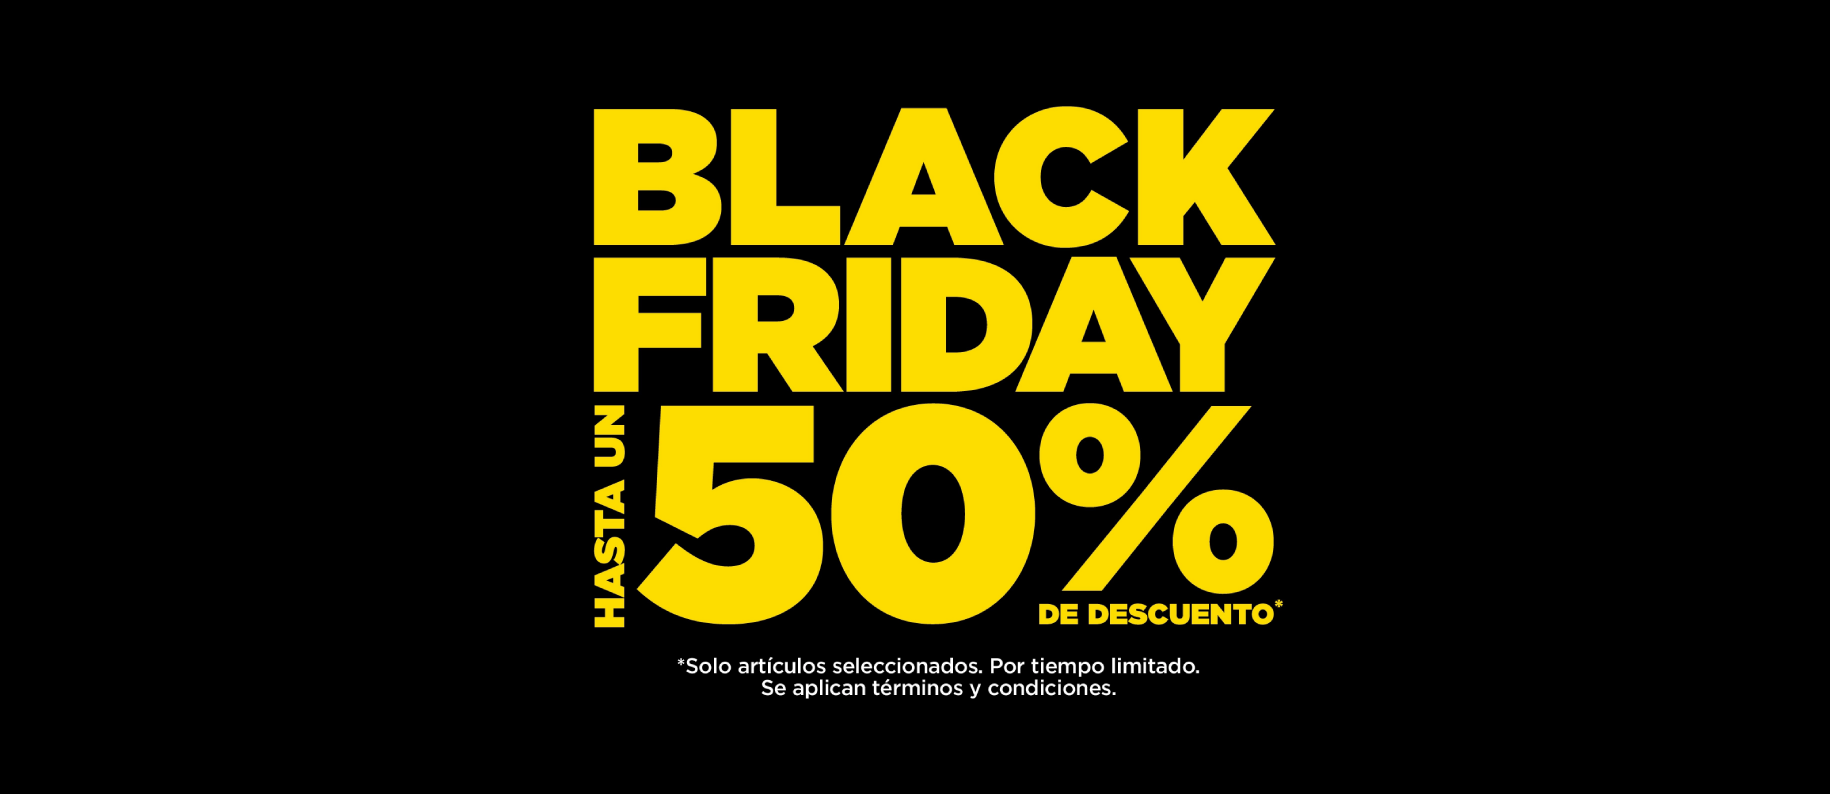 BLACK
FRIDAY
HASTA UN
50%
DE DESCUENTO*
*Solo artículos seleccionados. Por tiempo limitado.
Se aplican términos y condiciones.